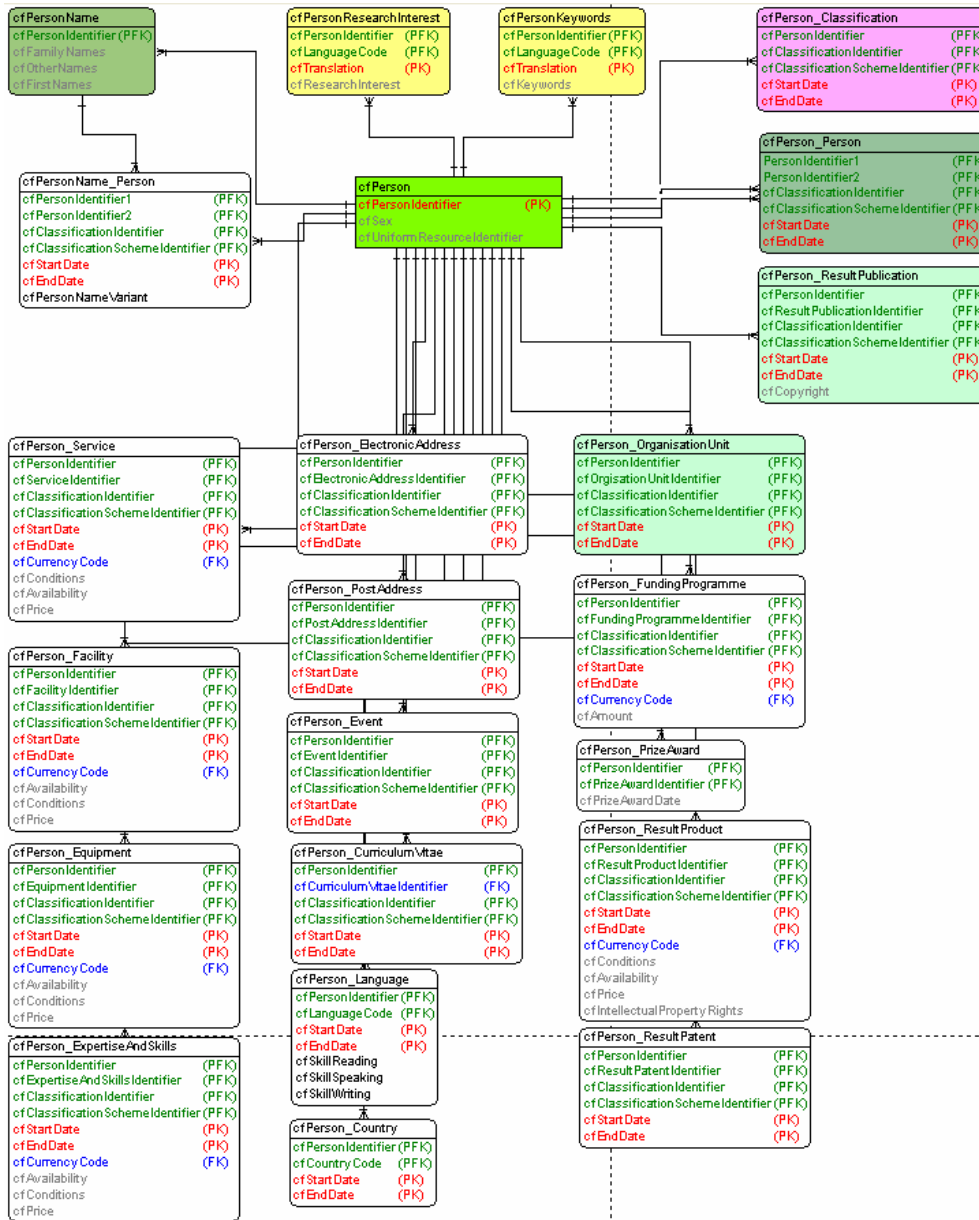 cfPersonName
cfPersonIdentifier (PFK)
cfFamilyNames
cfOtherNames
cfFirstNames
cfPersonResearchInterest
cfPersonIdentifier (PFK)
cfLanguageCode (PFK)
cfTranslation (PK)
cfResearchInterest
cfPersonKeywords
cfPersonIdentifier (PFK)
cfLanguageCode (PFK)
cfTranslation (PK)
cfKeywords
cfPerson_Classification
cfPersonIdentifier (PFK
cfClassificationIdentifier (PFK
cfClassificationSchemeIdentifier (PFK
cfStartDate (PK)
cfEndDate (PK)
cfPerson_Person
PersonIdentifier1 (PFK
PersonIdentifier2 (PFK
cfClassificationIdentifier (PFK
cfClassificationSchemeIdentifier (PFK
cfStartDate (PK)
cfEndDate (PK)
cfPersonName_Person
cfPersonIdentifier1 (PFK)
cfPersonIdentifier2 (PFK)
cfClassificationIdentifier (PFK)
cfClassificationSchemeIdentifier (PFK)
cfStartDate (PK)
cfEndDate (PK)
cfPersonNameVariant
cfPerson
cfPersonIdentifier (PK)
cfSex
cfUniformResourceIdentifier
cfPerson_ResultPublication
cfPersonIdentifier (PFK
cfResultPublicationIdentifier (PFK
cfClassificationIdentifier (PFK
cfClassificationSchemeIdentifier (PFK
cfStartDate (PK)
cfEndDate (PK)
cfCopyright
cfPerson_Service
cfPersonIdentifier (PFK)
cfServiceIdentifier (PFK)
cfClassificationIdentifier (PFK)
cfClassificationSchemeIdentifier (PFK)
cfStartDate (PK)
cfEndDate (PK)
cfCurrencyCode (FK)
cfConditions
cfAvailability
cfPrice
cfPerson_ElectronicAddress
cfPersonIdentifier (PFK)
cfElectronicAddressIdentifier (PFK)
cfClassificationIdentifier (PFK)
cfClassificationSchemeIdentifier (PFK)
cfStartDate (PK)
cfEndDate (PK)
cfPerson_OrganisationUnit
cfPersonIdentifier (PFK)
cfOrgisationUnitIdentifier (PFK)
cfClassificationIdentifier (PFK)
cfClassificationSchemeIdentifier (PFK)
cfStartDate (PK)
cfEndDate (PK)
cfPerson_PostAddress
cfPersonIdentifier (PFK)
cfPostAddressIdentifier (PFK)
cfClassificationIdentifier (PFK)
cfClassificationSchemeIdentifier (PFK)
cfStartDate (PK)
cfEndDate (PK)
cfPerson_FundingProgramme
cfPersonIdentifier (PFK)
cfFundingProgrammeIdentifier (PFK)
cfClassificationIdentifier (PFK)
cfClassificationSchemeIdentifier (PFK)
cfStartDate (PK)
cfEndDate (PK)
cfCurrencyCode (FK)
cfAmount
cfPerson_Facility
cfPersonIdentifier (PFK)
cfFacilityIdentifier (PFK)
cfClassificationIdentifier (PFK)
cfClassificationSchemeIdentifier (PFK)
cfStartDate (PK)
cfEndDate (PK)
cfCurrencyCode (FK)
cfAvailability
cfConditions
cfPrice
cfPerson_Event
cfPersonIdentifier (PFK)
cfEventIdentifier (PFK)
cfClassificationIdentifier (PFK)
cfClassificationSchemeIdentifier (PFK)
cfStartDate (PK)
cfEndDate (PK)
cfPerson_PrizeAward
cfPersonIdentifier (PFK)
cfPrizeAwardIdentifier (PFK)
cfPrizeAwardDate
cfPerson_Equipment
cfPersonIdentifier (PFK)
cfEquipmentIdentifier (PFK)
cfClassificationIdentifier (PFK)
cfClassificationSchemeIdentifier (PFK)
cfStartDate (PK)
cfEndDate (PK)
cfCurrencyCode (FK)
cfAvailability
cfConditions
cfPrice
cfPerson_CurriculumVitae
cfPersonIdentifier (PFK)
cfCurriculumVitaeIdentifier (FK)
cfClassificationIdentifier (PFK)
cfClassificationSchemeIdentifier (PFK)
cfStartDate (PK)
cfEndDate (PK)
cfPerson_ResultProduct
cfPersonIdentifier (PFK)
cfResultProductIdentifier (PFK)
cfClassificationIdentifier (PFK)
cfClassificationSchemeIdentifier (PFK)
cfStartDate (PK)
cfEndDate (PK)
cfCurrencyCode (FK)
cfConditions
cfAvailability
cfPrice
cfIntellectualPropertyRights
cfPerson_Language
cfPersonIdentifier (PFK)
cfLanguageCode (PFK)
cfStartDate (PK)
cfEndDate (PK)
cfSkillReading
cfSkillSpeaking
cfSkillWriting
cfPerson_ExpertiseAndSkills
cfPersonIdentifier (PFK)
cfExpertiseAndSkillsIdentifier (PFK)
cfClassificationIdentifier (PFK)
cfClassificationSchemeIdentifier (PFK)
cfStartDate (PK)
cfEndDate (PK)
cfCurrencyCode (FK)
cfAvailability
cfConditions
cfPrice
cfPerson_ResultPatent
cfPersonIdentifier (PFK)
cfResultPatentIdentifier (PFK)
cfClassificationIdentifier (PFK)
cfClassificationSchemeIdentifier (PFK)
cfStartDate (PK)
cfEndDate (PK)
cfPerson_Country
cfPersonIdentifier (PFK)
cfCountryCode (PFK)
cfStartDate (PK)
cfEndDate (PK)